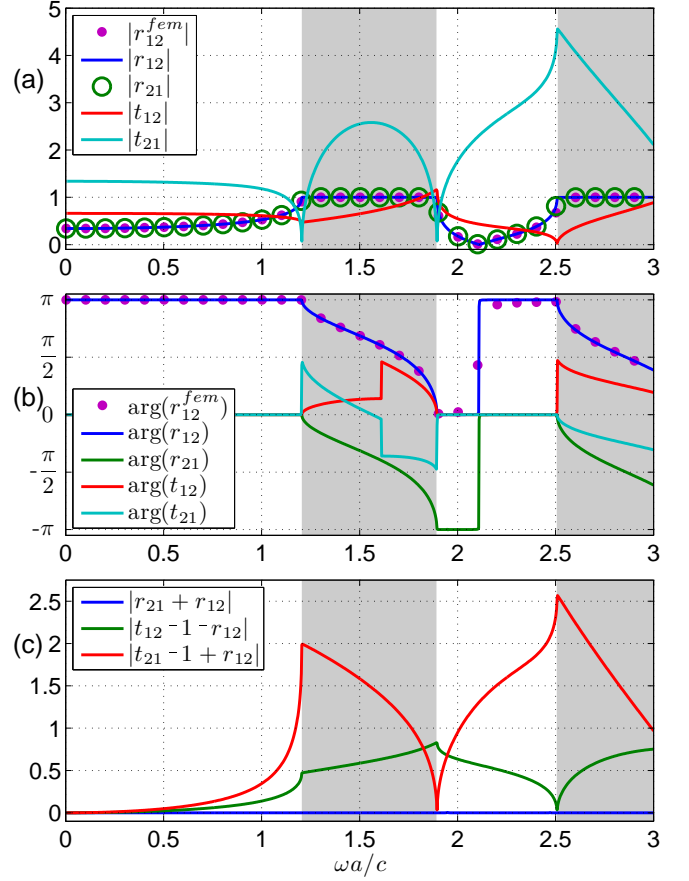 (a)
5
4
3
2
1
0
|r_{12}^{fem}|
|r_{12}|
|r_{21}|
|t_{12}|
|t_{21}|
0 0.5 1 1.5 2 2.5 3
(b)
π
π/2
0
-π/2
-π
arg(r_{12}^{fem})
arg(r_{12})
arg(r_{21})
arg(t_{12})
arg(t_{21})
0 0.5 1 1.5 2 2.5 3
(c)
2.5
2
1.5
1
0.5
0
|r_{21} + r_{12}|
|t_{12} - 1 - r_{12}|
|t_{21} - 1 + r_{12}|
0 0.5 1 1.5 2 2.5 3
ωa/c